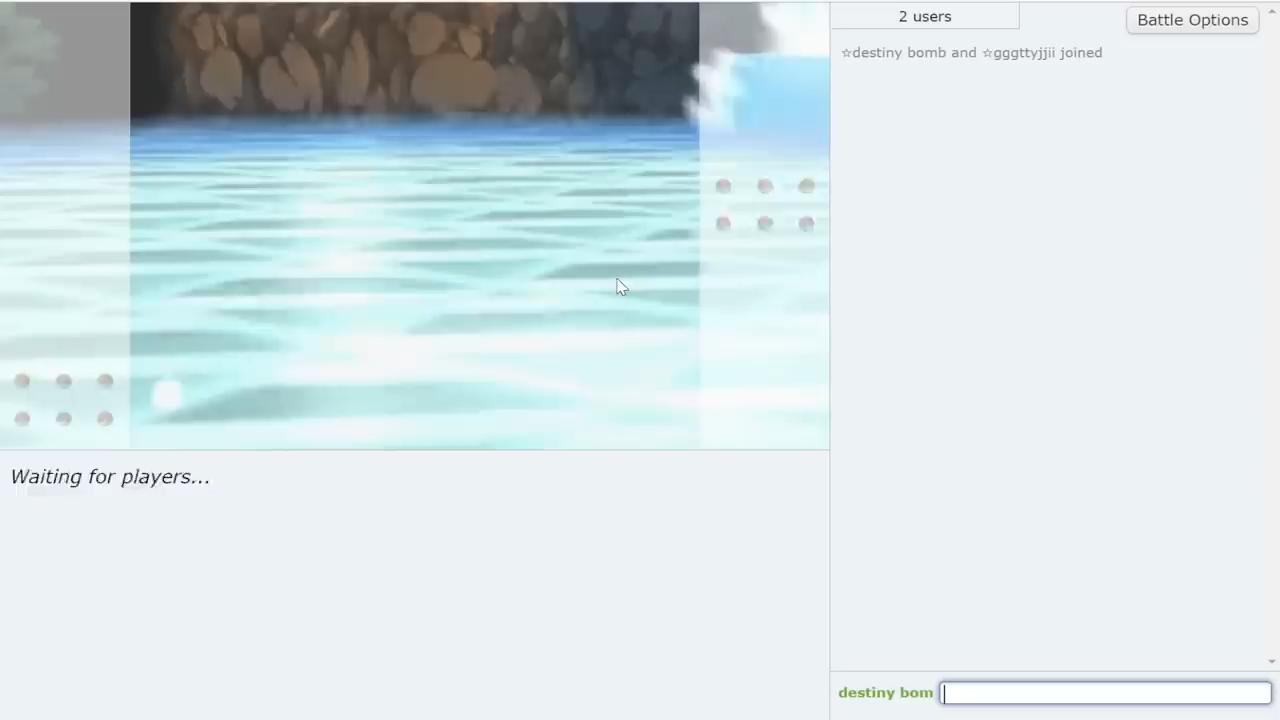 2 users
Battle Options
☆destiny bomb and ☆gggttyjjii joined
Waiting for players...
destiny bom